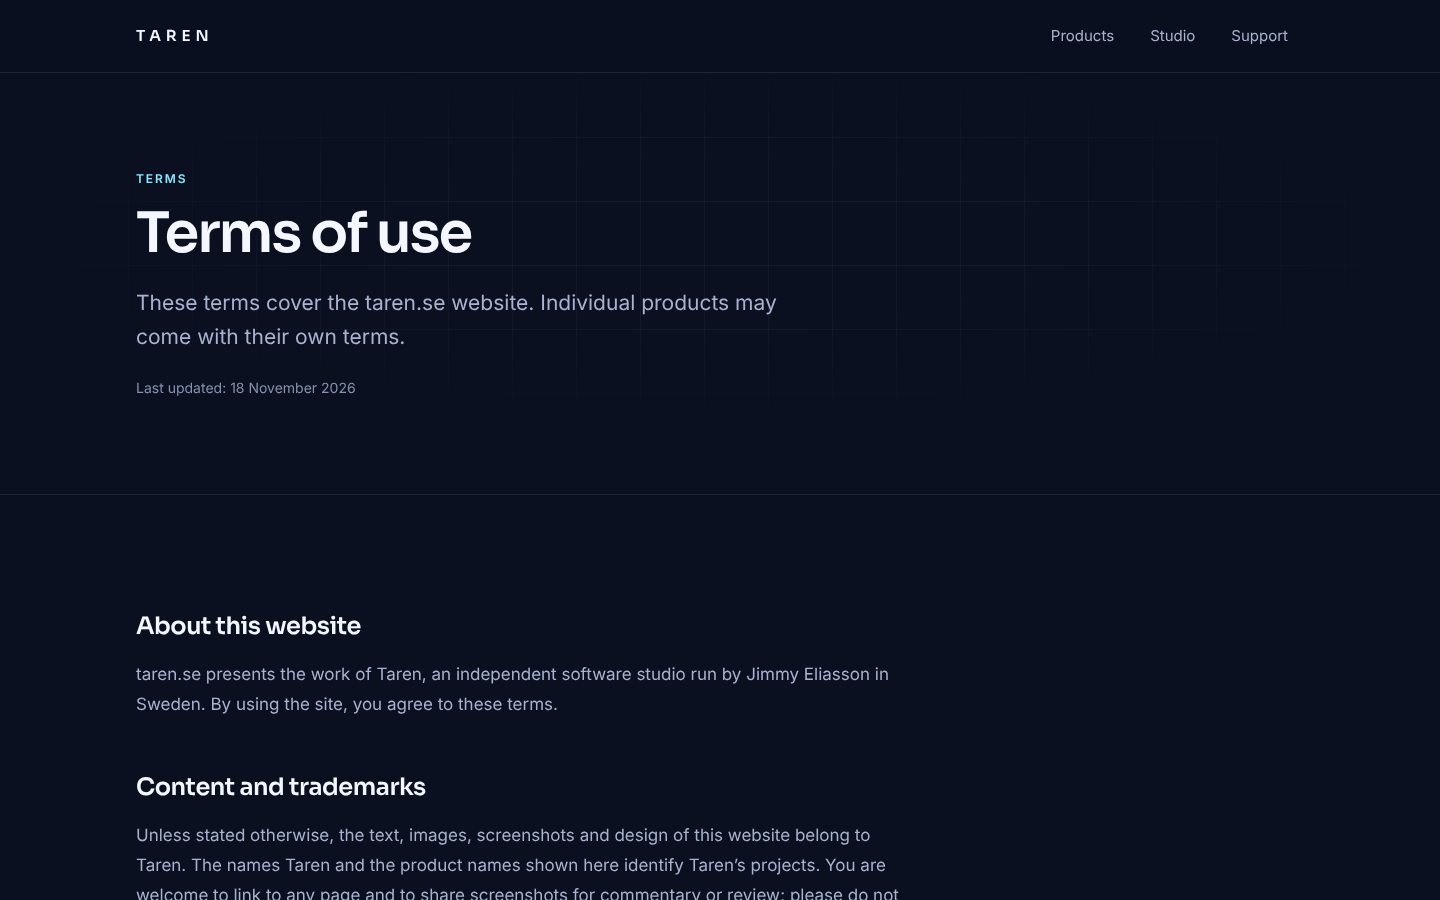 TAREN
Products
Studio
Support
TERMS
Terms of use
These terms cover the taren.se website. Individual products may
come with their own terms.
Last updated: 18 November 2026
About this website
taren.se presents the work of Taren, an independent software studio run by Jimmy Eliasson in
Sweden. By using the site, you agree to these terms.
Content and trademarks
Unless stated otherwise, the text, images, screenshots and design of this website belong to
Taren. The names Taren and the product names shown here identify Taren’s projects. You are
welcome to link to any page and to share screenshots for commentary or review; please do not